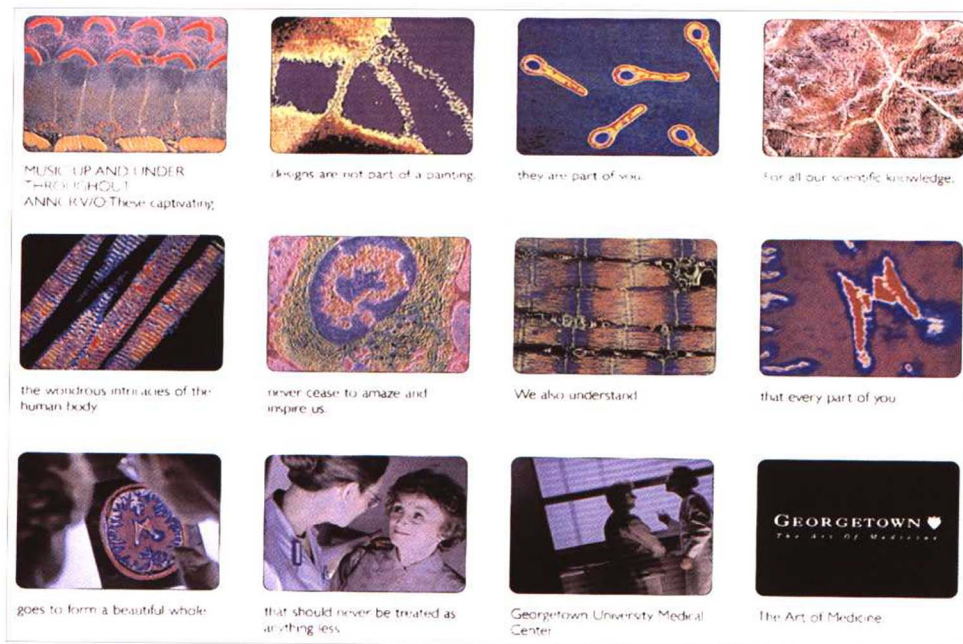 MUSIC UP AND UNDER
THROUGHOUT
ANNCR V/O: These captivating
designs are not part of a painting,
they are part of you.
For all our scientific knowledge,
the wondrous intricacies of the
human body
never cease to amaze and
inspire us.
We also understand
that every part of you
goes to form a beautiful whole
that should never be treated as
anything less.
GEORGETOWN
The Art Of Medicine
Georgetown University Medical
Center
The Art of Medicine.